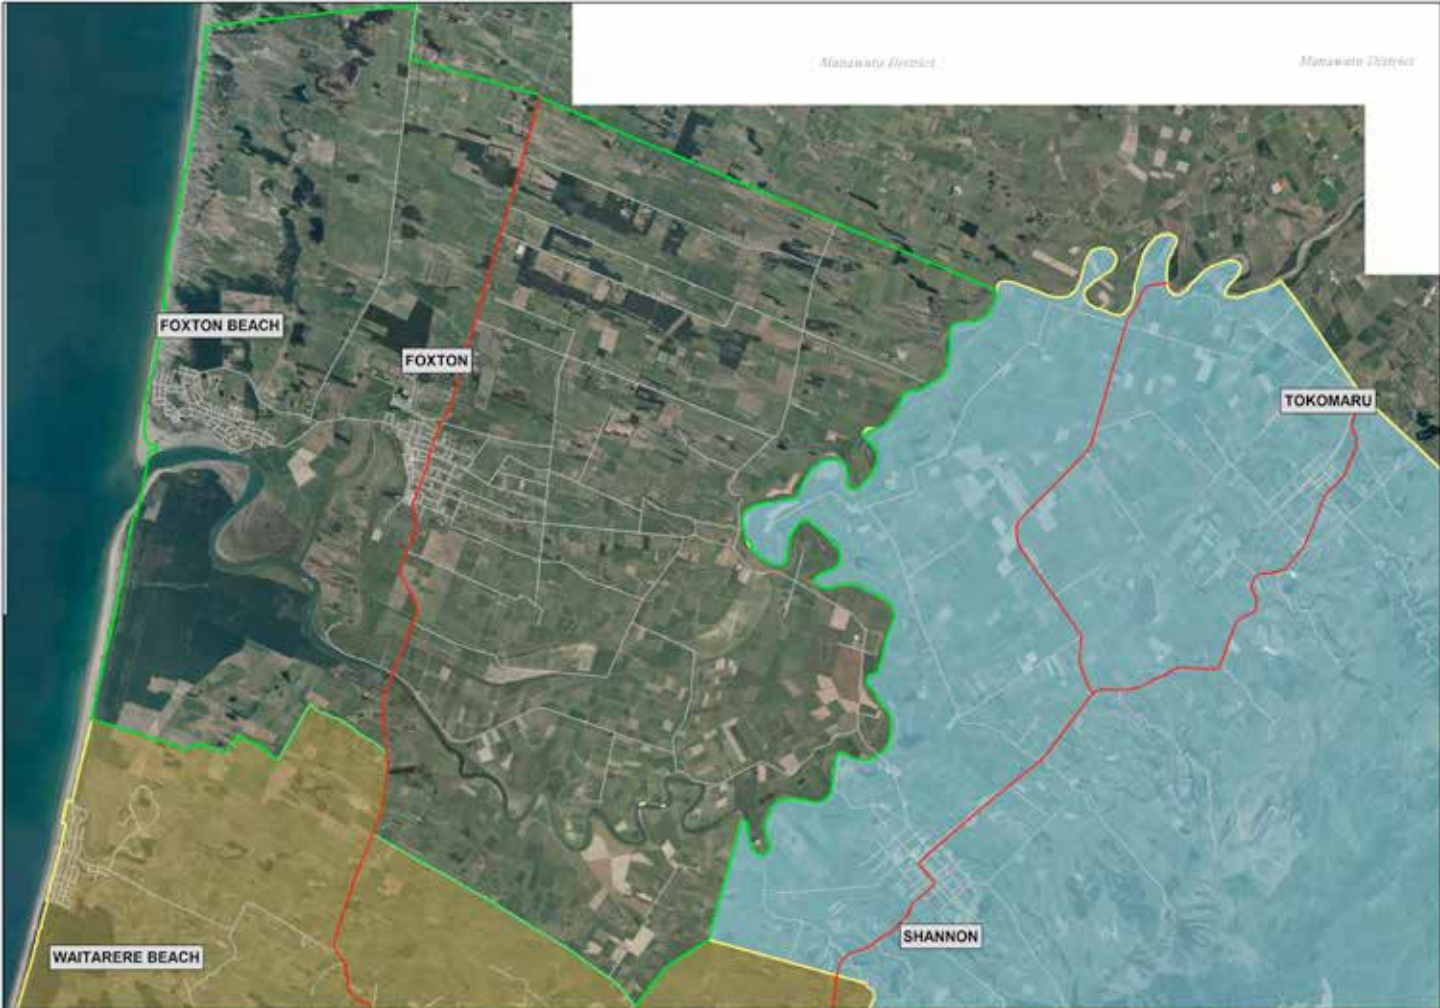 Manawatu District
Manawatu District
FOXTON BEACH
FOXTON
TOKOMARU
SHANNON
WAITARERE BEACH